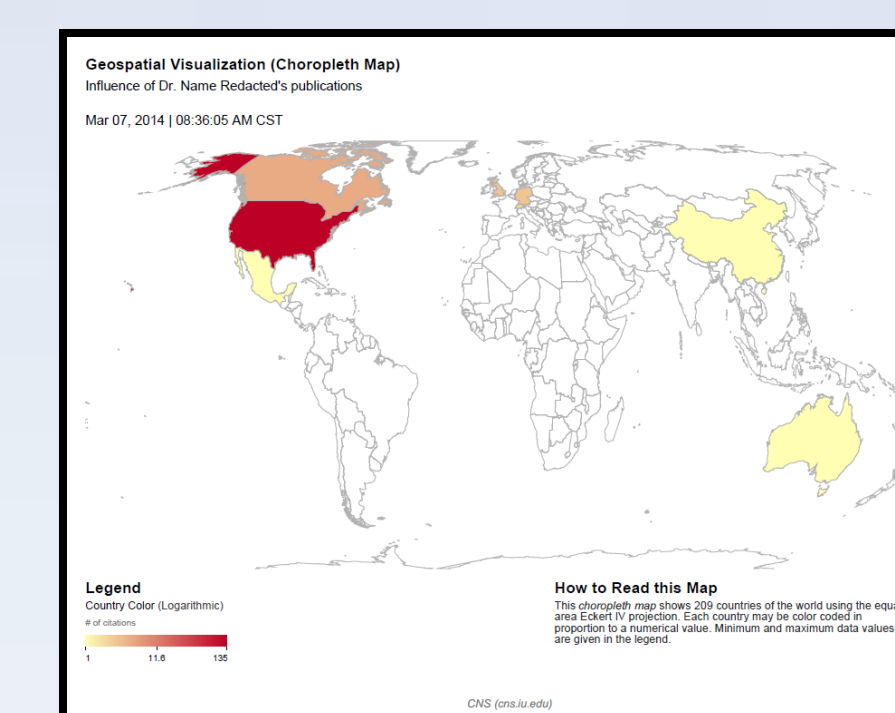 Geospatial Visualization (Choropleth Map)
Influence of Dr. Name Redacted's publications
Mar 07, 2014 | 08:36:05 AM CST
Legend
Country Color (Logarithmic)
# of citations
1 11.6 135
How to Read this Map
This choropleth map shows 209 countries of the world using the equa
area Eckert IV projection. Each country may be color coded in
proportion to a numerical value. Minimum and maximum data values
are given in the legend.
CNS (cns.iu.edu)